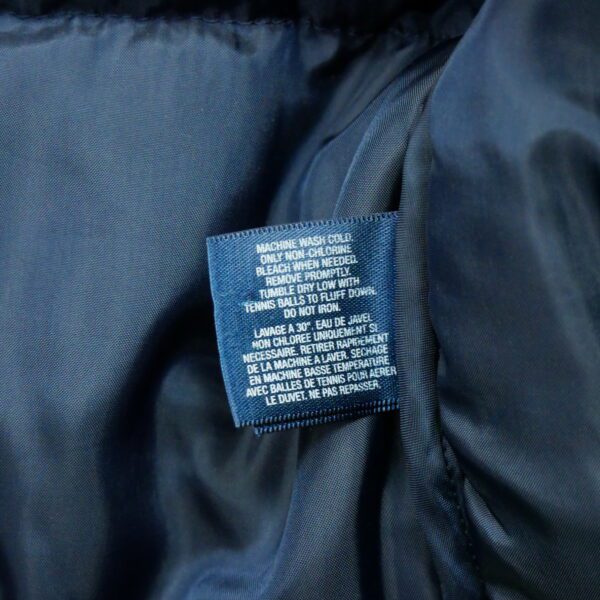 MACHINE WASH COLD.
ONLY NON-CHLORINE
BLEACH WHEN NEEDED.
REMOVE PROMPTLY.
TUMBLE DRY LOW WITH
TENNIS BALLS TO FLUFF DOWN.
DO NOT IRON.
LAVAGE A 30°. EAU DE JAVEL
NON CHLOREE UNIQUEMENT SI
NECESSAIRE. RETIRER RAPIDEMENT
DE LA MACHINE A LAVER. SECHAGE
EN MACHINE BASSE TEMPERATURE
AVEC BALLES DE TENNIS POUR AERER
LE DUVET. NE PAS REPASSER.